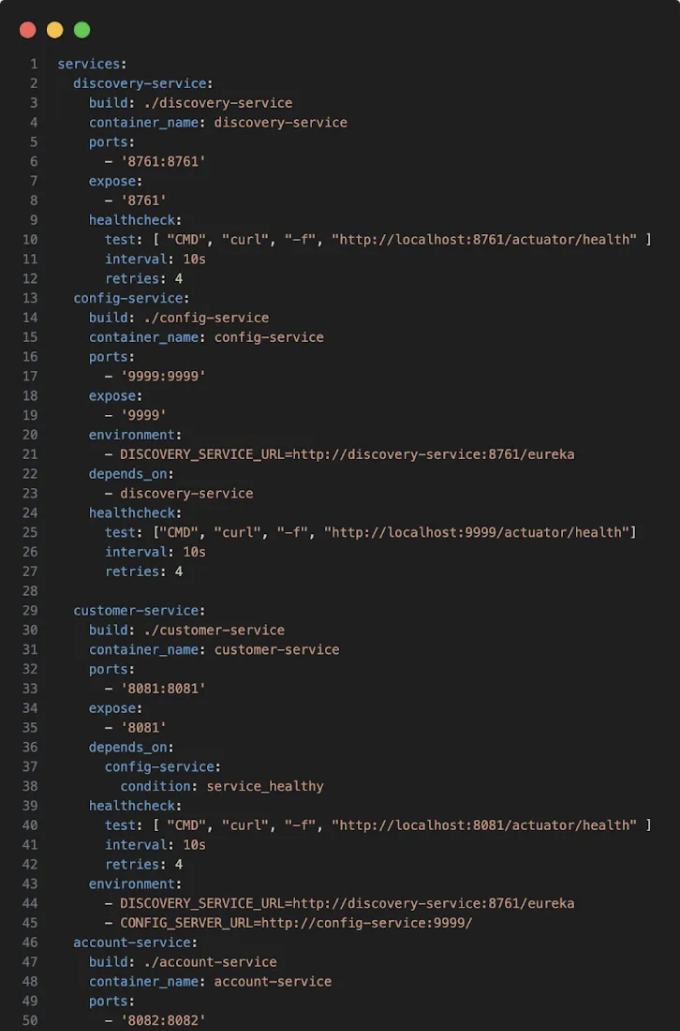 1 services:
2   discovery-service:
3     build: ./discovery-service
4     container_name: discovery-service
5     ports:
6       - '8761:8761'
7     expose:
8       - '8761'
9     healthcheck:
10       test: [ "CMD", "curl", "-f", "http://localhost:8761/actuator/health" ]
11       interval: 10s
12       retries: 4
13   config-service:
14     build: ./config-service
15     container_name: config-service
16     ports:
17       - '9999:9999'
18     expose:
19       - '9999'
20     environment:
21       - DISCOVERY_SERVICE_URL=http://discovery-service:8761/eureka
22     depends_on:
23       - discovery-service
24     healthcheck:
25       test: ["CMD", "curl", "-f", "http://localhost:9999/actuator/health"]
26       interval: 10s
27       retries: 4
28
29   customer-service:
30     build: ./customer-service
31     container_name: customer-service
32     ports:
33       - '8081:8081'
34     expose:
35       - '8081'
36     depends_on:
37       config-service:
38         condition: service_healthy
39     healthcheck:
40       test: [ "CMD", "curl", "-f", "http://localhost:8081/actuator/health" ]
41       interval: 10s
42       retries: 4
43     environment:
44       - DISCOVERY_SERVICE_URL=http://discovery-service:8761/eureka
45       - CONFIG_SERVER_URL=http://config-service:9999/
46   account-service:
47     build: ./account-service
48     container_name: account-service
49     ports:
50       - '8082:8082'